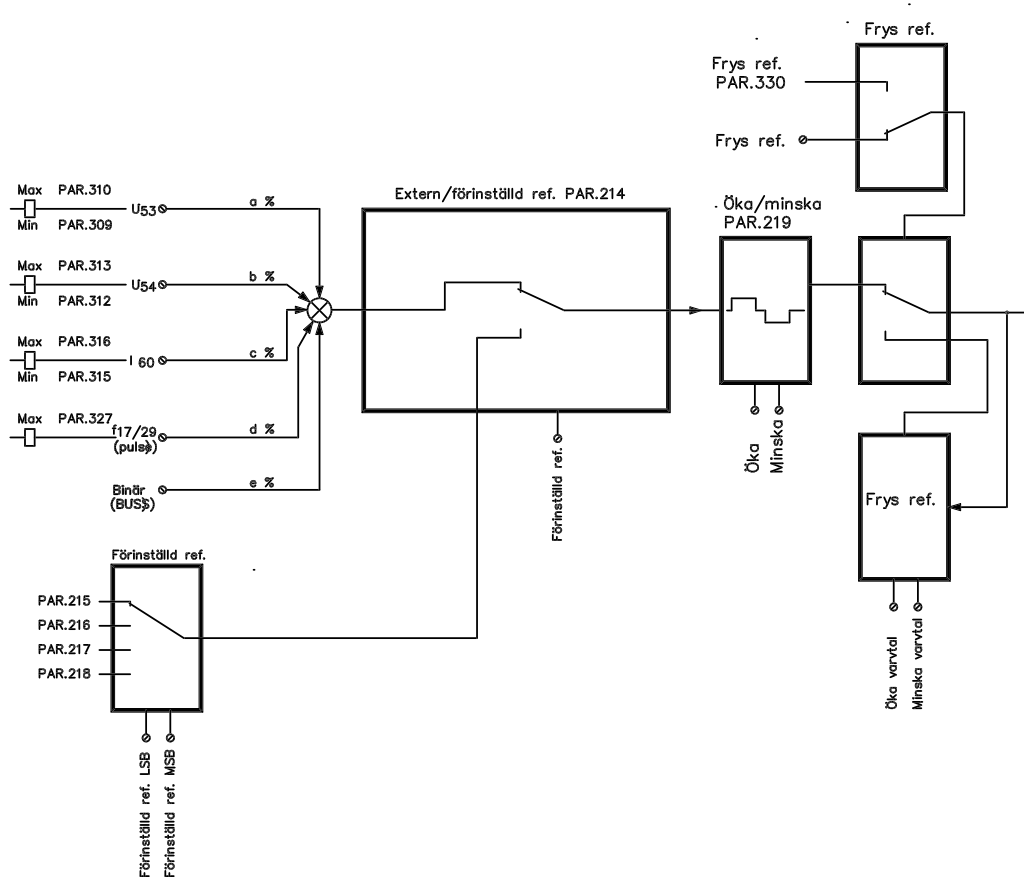 Frys ref.
Frys ref.
PAR.330
Frys ref.
Max PAR.310
U53
a %
Min PAR.309
Extern/förinställd ref. PAR.214
Öka/minska
PAR.219
Max PAR.313
U54
b %
Min PAR.312
Max PAR.316
I 60
c %
Min PAR.315
Max PAR.327
f17/29
(pulse)
d %
Binär
(BUSS)
e %
Förinställd ref.
Öka
Minska
Frys ref.
Förinställd ref.
PAR.215
PAR.216
PAR.217
PAR.218
Öka varvtal
Minska varvtal
Förinställd ref. LSB
Förinställd ref. MSB